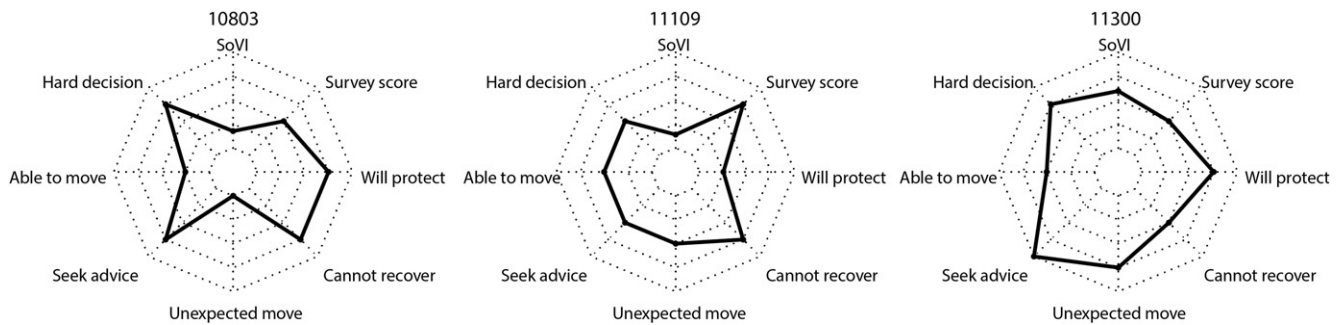 10803
SoVI
Hard decision
Survey score
Able to move
Will protect
Seek advice
Cannot recover
Unexpected move
11109
SoVI
Hard decision
Survey score
Able to move
Will protect
Seek advice
Cannot recover
Unexpected move
11300
SoVI
Hard decision
Survey score
Able to move
Will protect
Seek advice
Cannot recover
Unexpected move